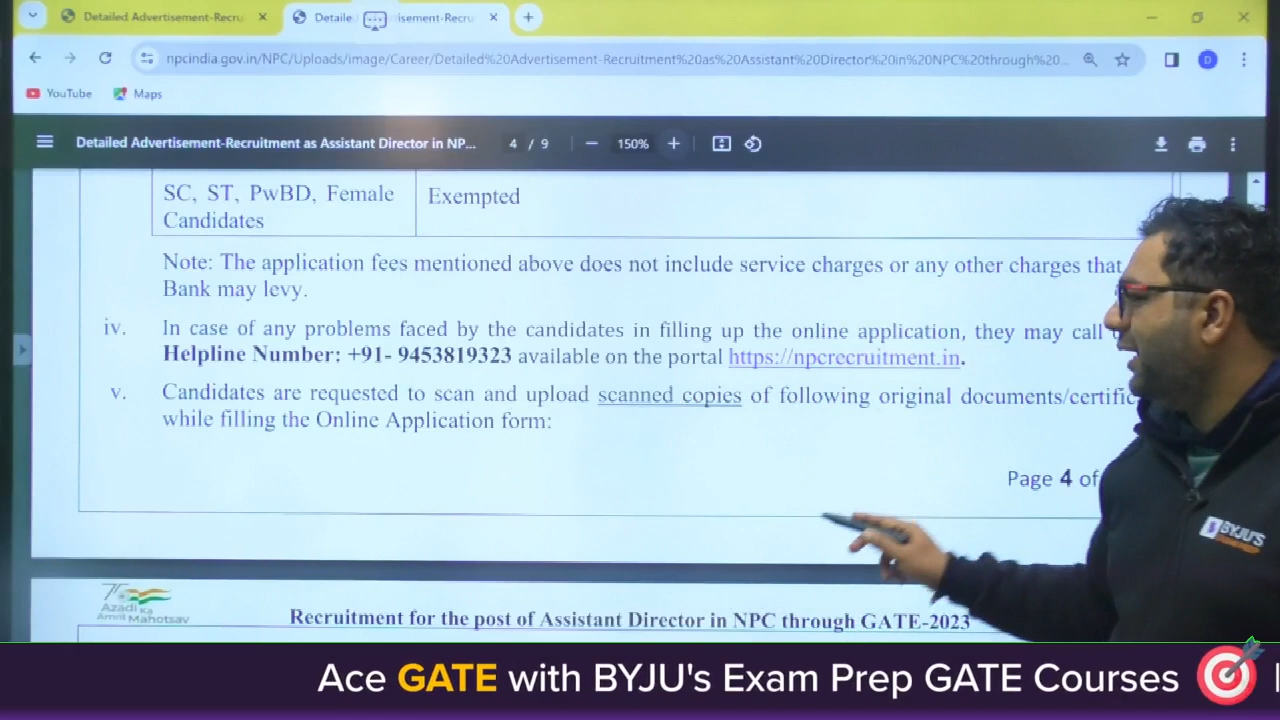 Detailed Advertisement-Recru
Detaile
isement-Recru
npcindia.gov.in/NPC/Uploads/image/Career/Detailed%20Advertisement-Recruitment%20as%20Assistant%20Director%20in%20NPC%20through%20...
D
YouTube
Maps
Detailed Advertisement-Recruitment as Assistant Director in NP...
4 / 9
150%
SC, ST, PwBD, Female
Candidates
Exempted
Note: The application fees mentioned above does not include service charges or any other charges that
Bank may levy.
iv. In case of any problems faced by the candidates in filling up the online application, they may call
Helpline Number: +91- 9453819323 available on the portal https://npcrecruitment.in.
v. Candidates are requested to scan and upload scanned copies of following original documents/certific
while filling the Online Application form:
Page 4 of
Azadi Ka
Amrit Mahotsav
Recruitment for the post of Assistant Director in NPC through GATE-2023
BYJU'S
Ace GATE with BYJU's Exam Prep GATE Courses